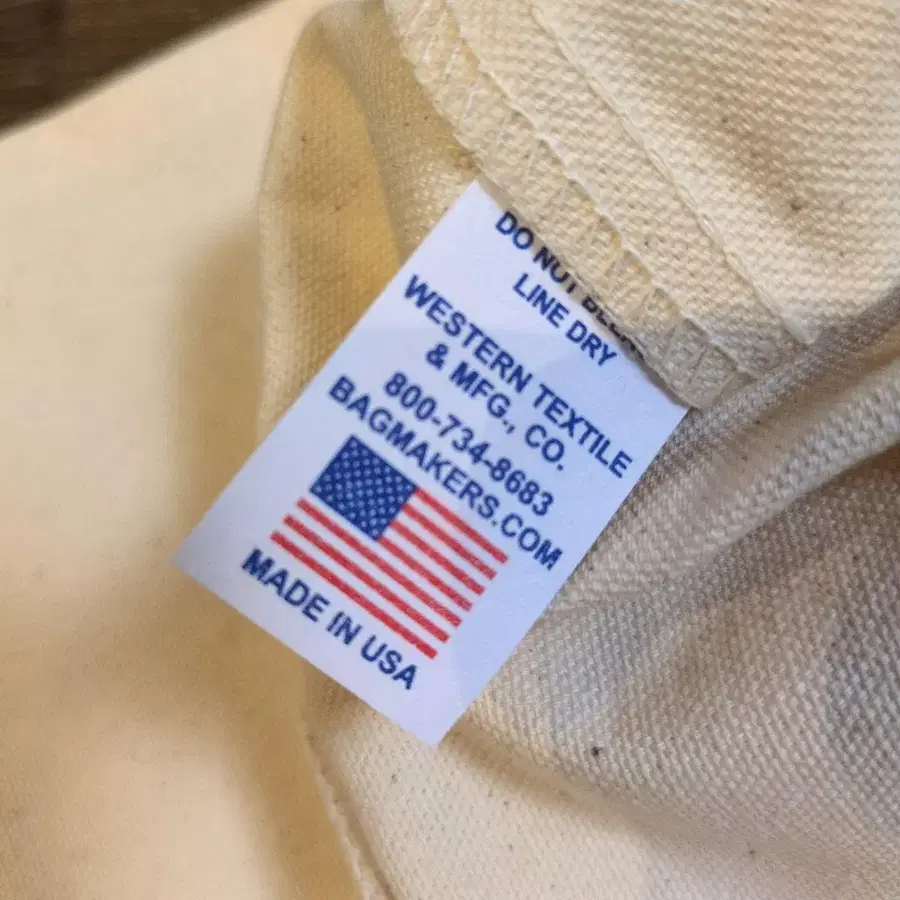 DO NOT
LINE DRY
WESTERN TEXTILE
& MFG., CO.
800-734-8683
BAGMAKERS.COM
MADE IN USA